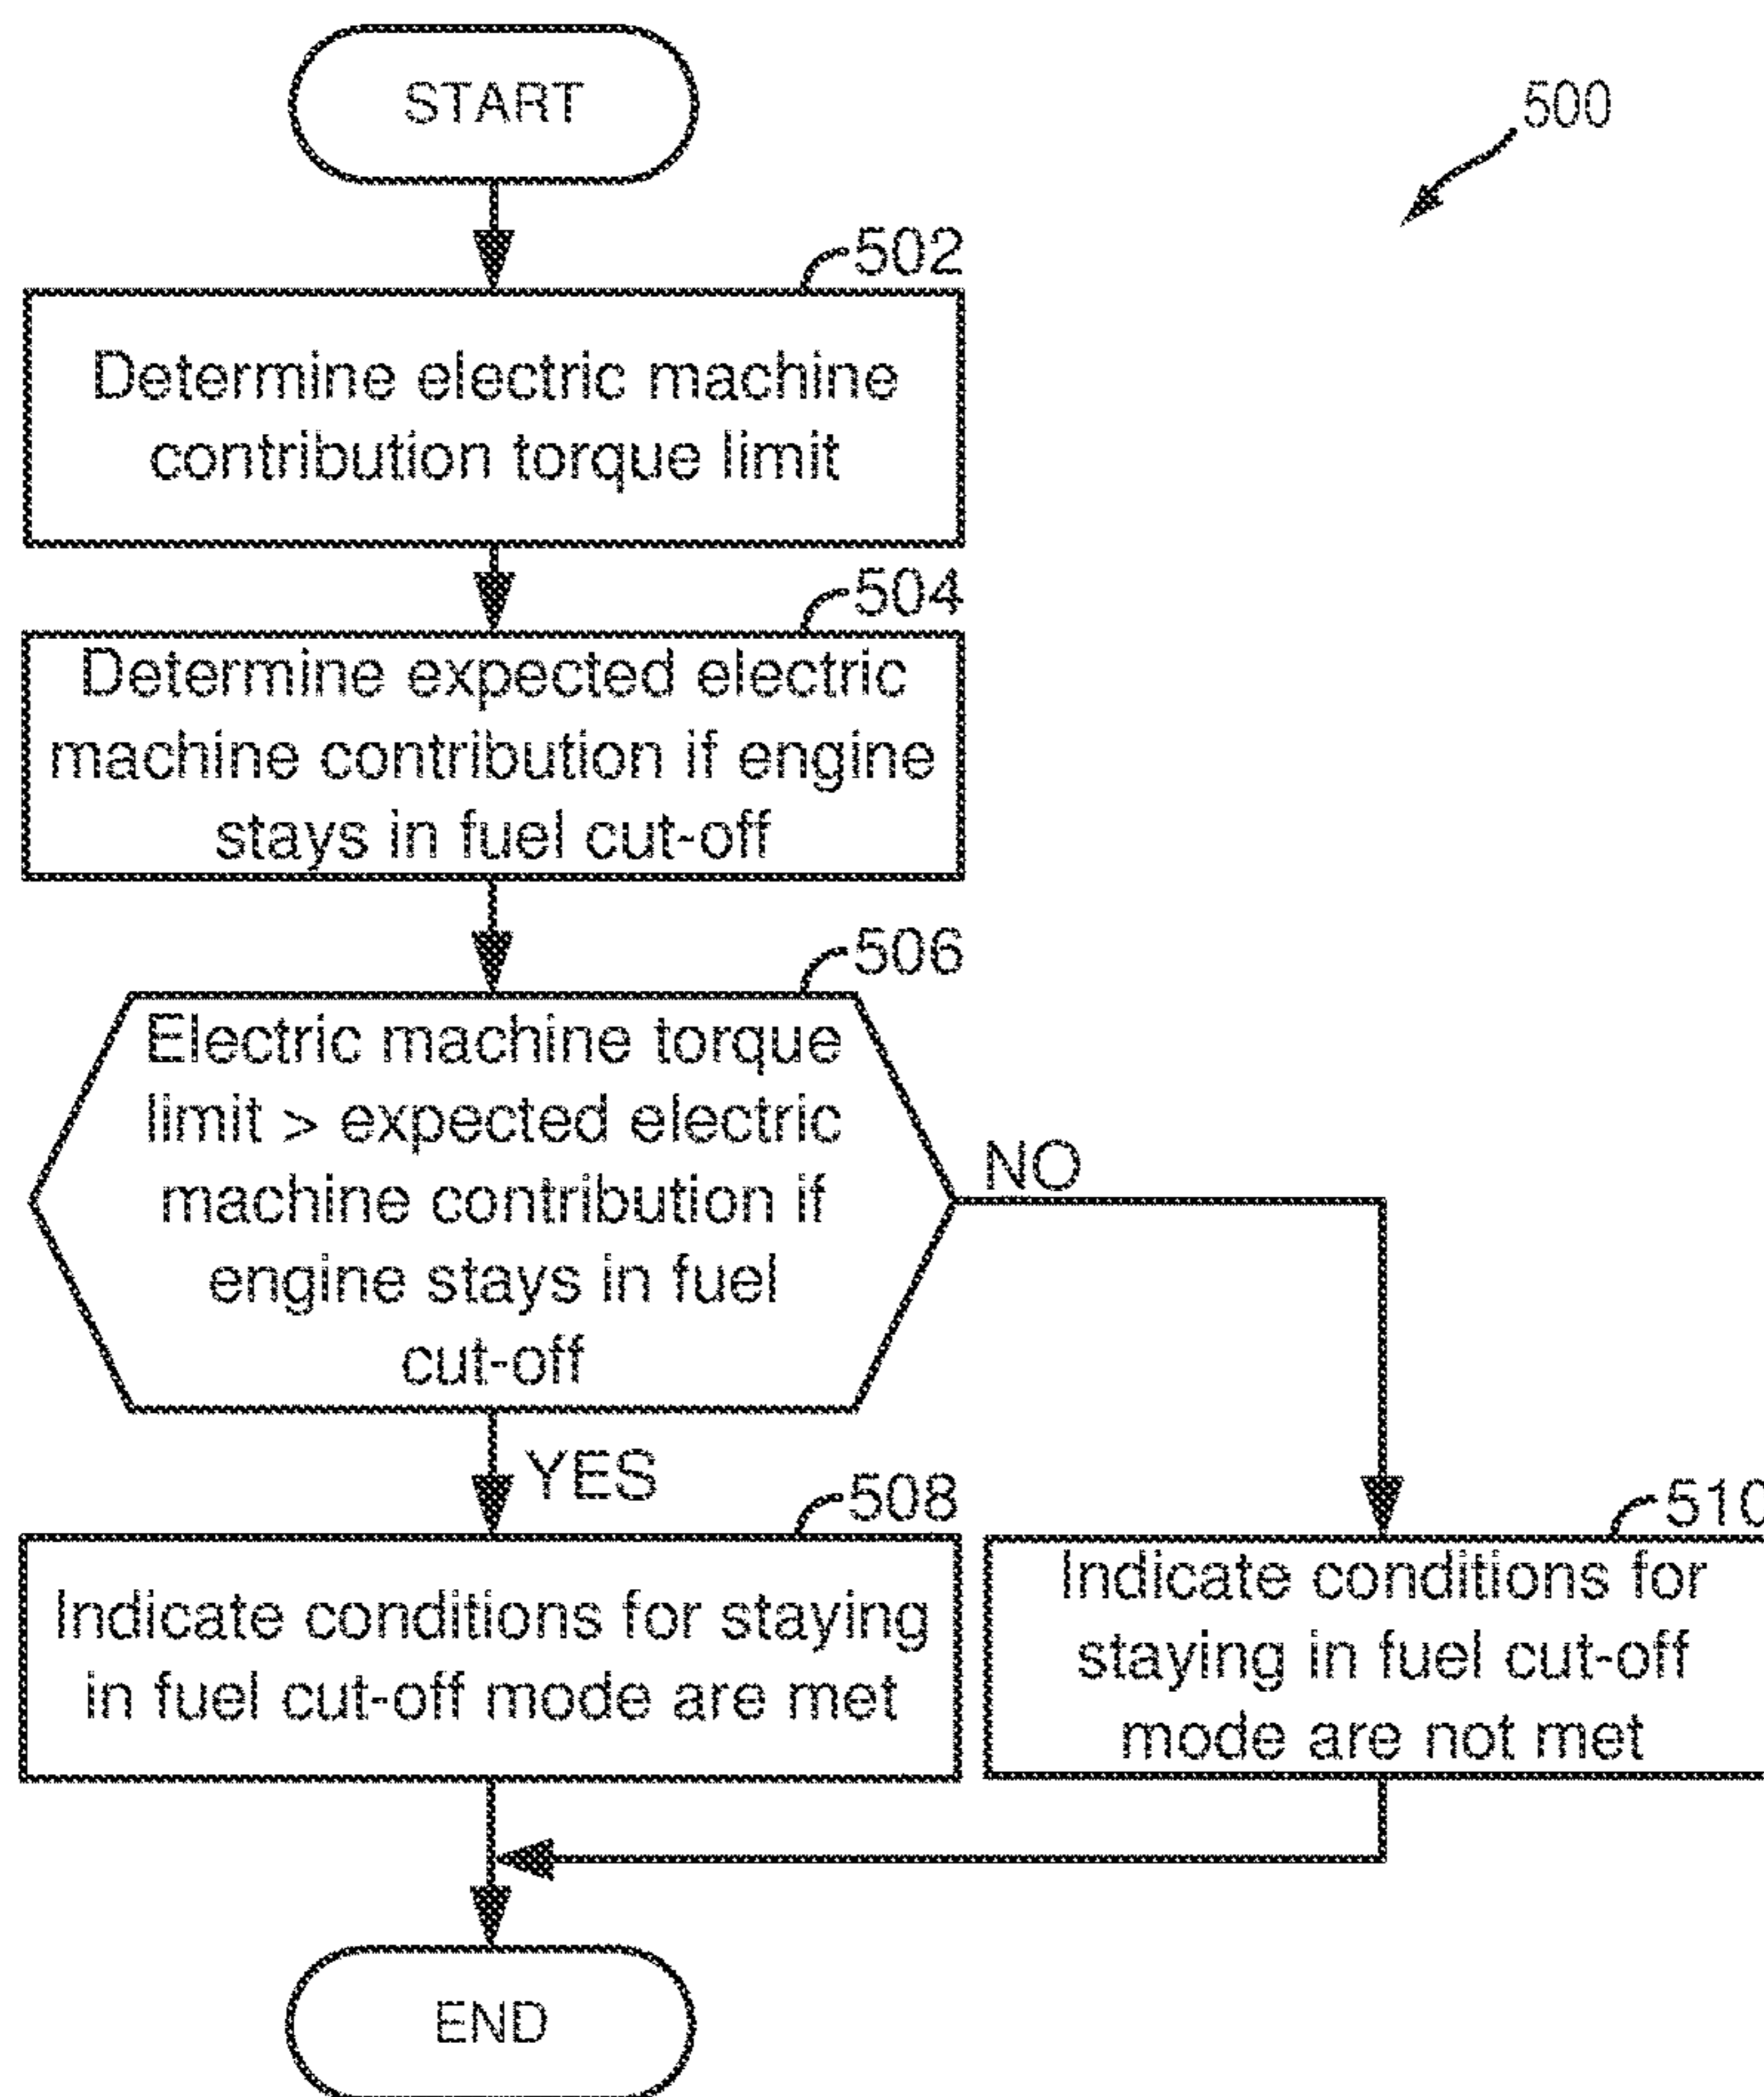 START
500
502
Determine electric machine
contribution torque limit
504
Determine expected electric
machine contribution if engine
stays in fuel cut-off
506
Electric machine torque
limit > expected electric
machine contribution if
engine stays in fuel
cut-off
NO
YES
508
Indicate conditions for staying
in fuel cut-off mode are met
510
Indicate conditions for
staying in fuel cut-off
mode are not met
END